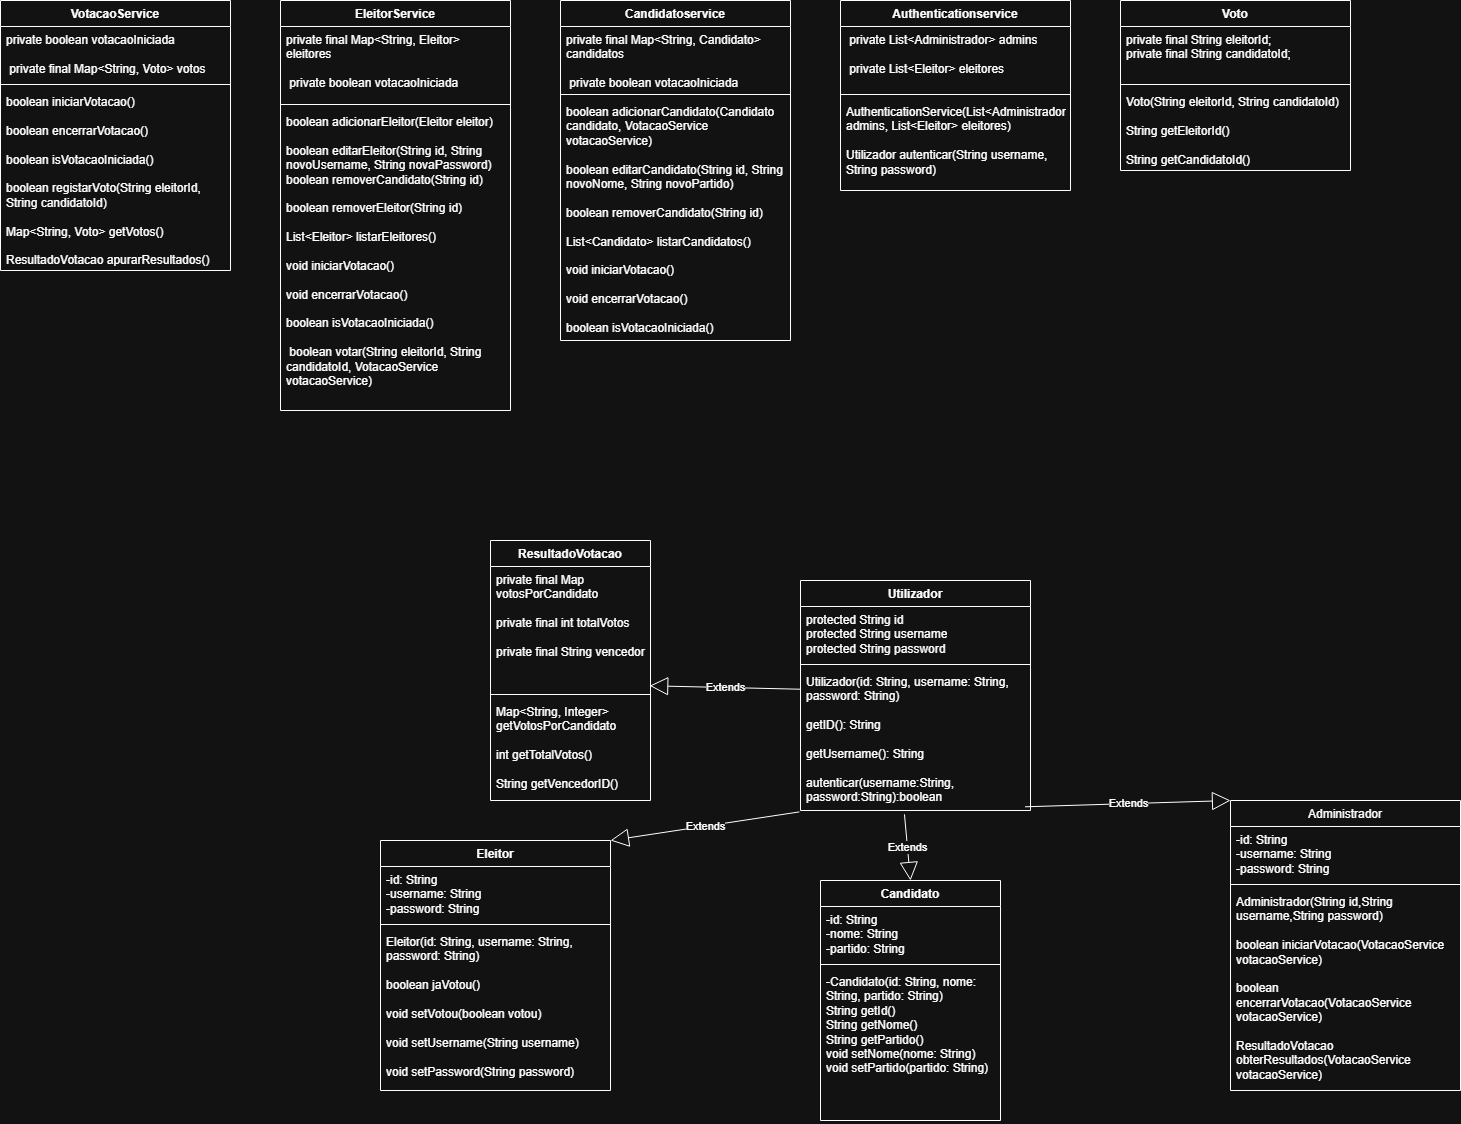 VotacaoService
private boolean votacaoIniciada
private final Map<String, Voto> votos
boolean iniciarVotacao()
boolean encerrarVotacao()
boolean isVotacaoIniciada()
boolean registarVoto(String eleitorId,
String candidatoId)
Map<String, Voto> getVotos()
ResultadoVotacao apurarResultados()
EleitorService
private final Map<String, Eleitor>
eleitores
private boolean votacaoIniciada
boolean adicionarEleitor(Eleitor eleitor)
boolean editarEleitor(String id, String
novoUsername, String novaPassword)
boolean removerCandidato(String id)
boolean removerEleitor(String id)
List<Eleitor> listarEleitores()
void iniciarVotacao()
void encerrarVotacao()
boolean isVotacaoIniciada()
boolean votar(String eleitorId, String
candidatoId, VotacaoService
votacaoService)
Candidatoservice
private final Map<String, Candidato>
candidatos
private boolean votacaoIniciada
boolean adicionarCandidato(Candidato
candidato, VotacaoService
votacaoService)
boolean editarCandidato(String id, String
novoNome, String novoPartido)
boolean removerCandidato(String id)
List<Candidato> listarCandidatos()
void iniciarVotacao()
void encerrarVotacao()
boolean isVotacaoIniciada()
Authenticationservice
private List<Administrador> admins
private List<Eleitor> eleitores
AuthenticationService(List<Administrador
admins, List<Eleitor> eleitores)
Utilizador autenticar(String username,
String password)
Voto
private final String eleitorId;
private final String candidatoId;
Voto(String eleitorId, String candidatoId)
String getEleitorId()
String getCandidatoId()
ResultadoVotacao
private final Map
votosPorCandidato
private final int totalVotos
private final String vencedor
Map<String, Integer>
getVotosPorCandidato
int getTotalVotos()
String getVencedorID()
Extends
Utilizador
protected String id
protected String username
protected String password
Utilizador(id: String, username: String,
password: String)
getID(): String
getUsername(): String
autenticar(username:String,
password:String):boolean
Extends
Extends
Extends
Eleitor
-id: String
-username: String
-password: String
Eleitor(id: String, username: String,
password: String)
boolean jaVotou()
void setVotou(boolean votou)
void setUsername(String username)
void setPassword(String password)
Candidato
-id: String
-nome: String
-partido: String
-Candidato(id: String, nome:
String, partido: String)
String getId()
String getNome()
String getPartido()
void setNome(nome: String)
void setPartido(partido: String)
Administrador
-id: String
-username: String
-password: String
Administrador(String id,String
username,String password)
boolean iniciarVotacao(VotacaoService
votacaoService)
boolean
encerrarVotacao(VotacaoService
votacaoService)
ResultadoVotacao
obterResultados(VotacaoService
votacaoService)